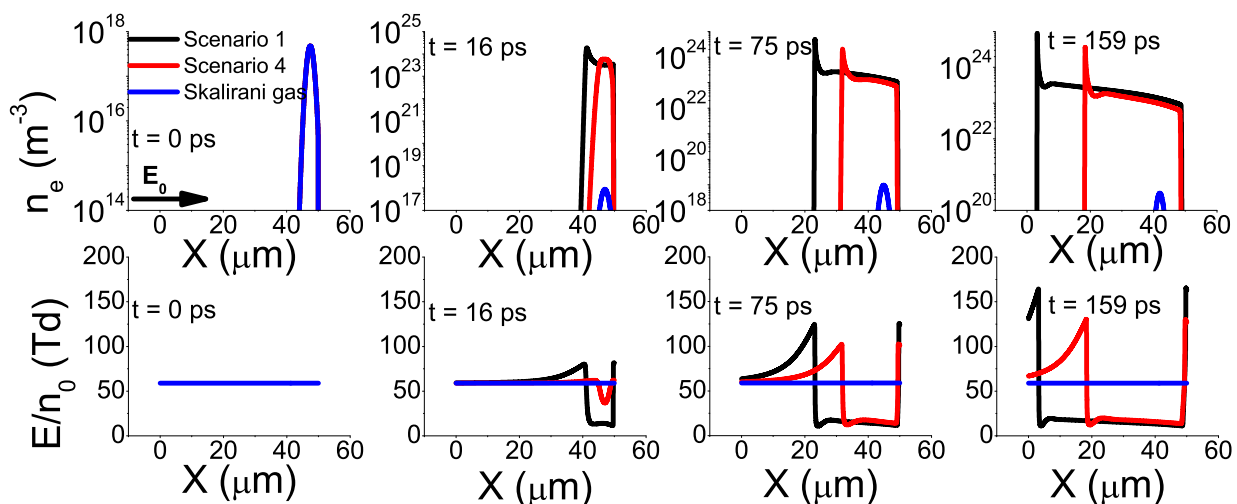 n_e (m^-3)
10^18
10^16
10^14
Scenario 1
Scenario 4
Skalirani gas
t = 0 ps
E_0
0 20 40 60
X (μm)
10^25
10^23
10^21
10^19
10^17
t = 16 ps
0 20 40 60
X (μm)
10^24
10^22
10^20
10^18
t = 75 ps
0 20 40 60
X (μm)
10^24
10^22
10^20
t = 159 ps
0 20 40 60
X (μm)
E/n_0 (Td)
200
150
100
50
0
t = 0 ps
0 20 40 60
X (μm)
200
150
100
50
0
t = 16 ps
0 20 40 60
X (μm)
200
150
100
50
0
t = 75 ps
0 20 40 60
X (μm)
200
150
100
50
0
t = 159 ps
0 20 40 60
X (μm)